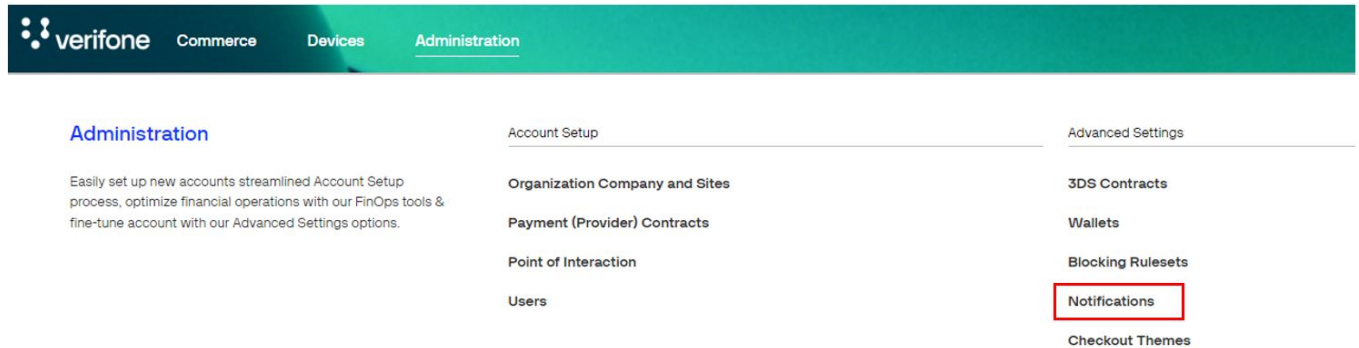 verifone Commerce Devices Administration
Administration
Easily set up new accounts streamlined Account Setup
process, optimize financial operations with our FinOps tools &
fine-tune account with our Advanced Settings options.
Account Setup
Organization Company and Sites
Payment (Provider) Contracts
Point of Interaction
Users
Advanced Settings
3DS Contracts
Wallets
Blocking Rulesets
Notifications
Checkout Themes